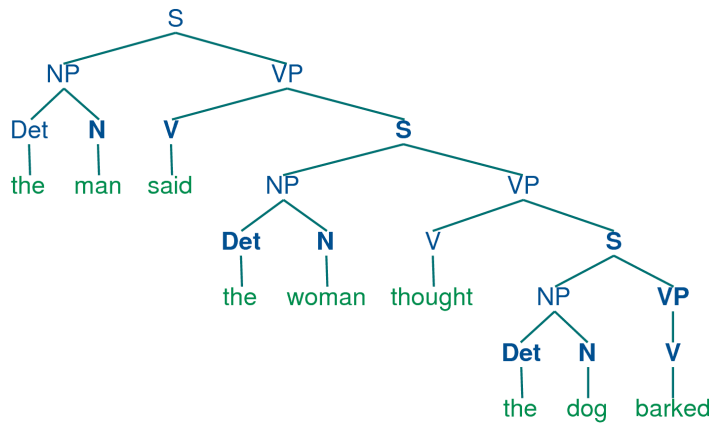 S
NP VP
Det N V S
the man said NP VP
Det N V S
the woman thought NP VP
Det N V
the dog barked